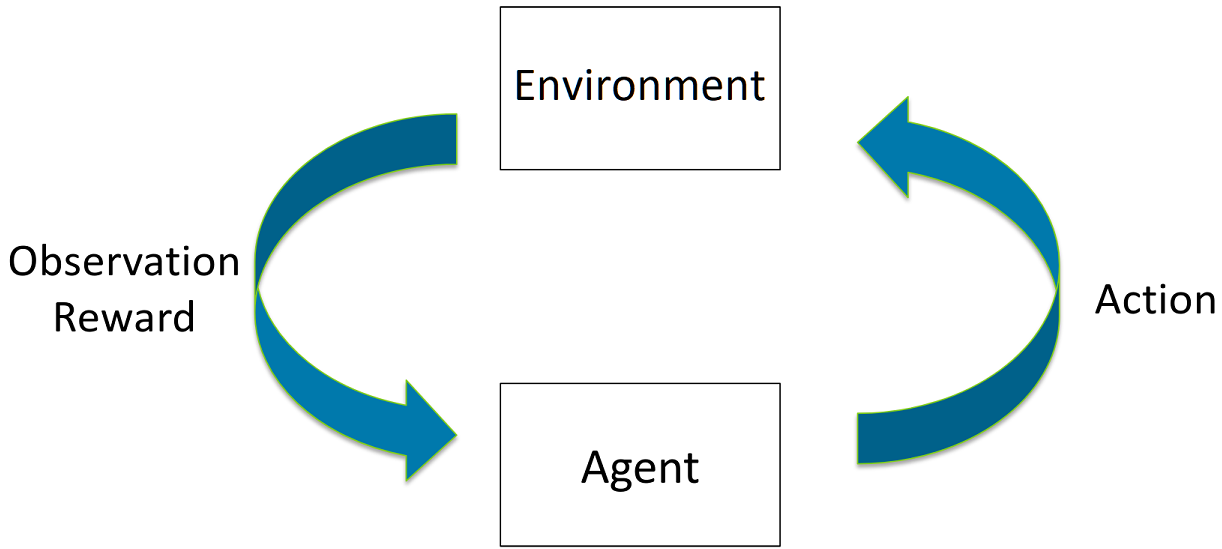 Environment
Observation
Reward
Action
Agent